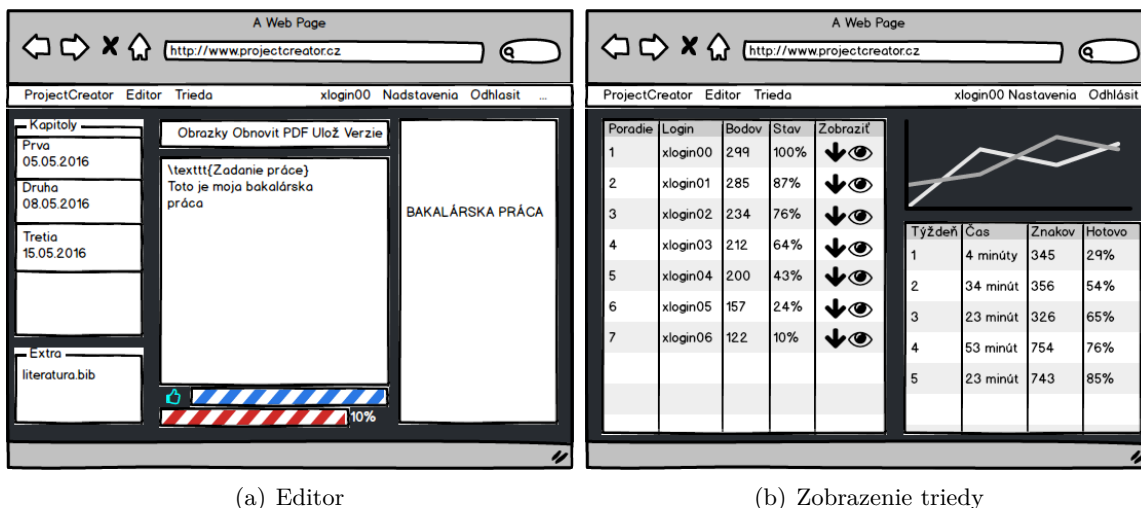 A Web Page
http://www.projectcreator.cz
ProjectCreator Editor Trieda xlogin00 Nadstavenia Odhlasit ...
Kapitoly
Prva
05.05.2016
Druha
08.05.2016
Tretia
15.05.2016
Extra
literatura.bib
Obrazky Obnovit PDF Ulož Verzie
\texttt{Zadanie práce}
Toto je moja bakalárska
práca
10%
BAKALÁRSKA PRÁCA
(a) Editor
A Web Page
http://www.projectcreator.cz
ProjectCreator Editor Trieda xlogin00 Nastavenia Odhlásit
Poradie Login Bodov Stav Zobraziť
1 xlogin00 299 100%
2 xlogin01 285 87%
3 xlogin02 234 76%
4 xlogin03 212 64%
5 xlogin04 200 43%
6 xlogin05 157 24%
7 xlogin06 122 10%
Týždeň Čas Znakov Hotovo
1 4 minúty 345 29%
2 34 minút 356 54%
3 23 minút 326 65%
4 53 minút 754 76%
5 23 minút 743 85%
(b) Zobrazenie triedy